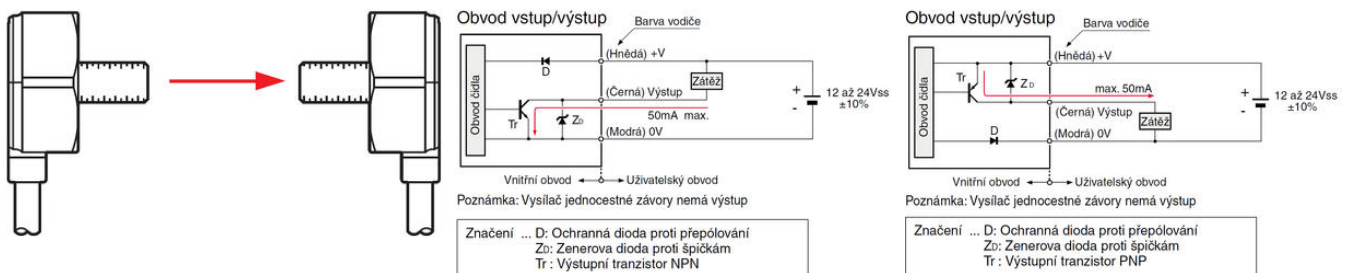 Obvod vstup/výstup
Barva vodiče
(Hnědá) +V
D
Obvod čidla
Zátěž
(Černá) Výstup
+
-
12 až 24Vss
±10%
Tr
ZD
50mA max.
(Modrá) 0V
Vnitřní obvod
Uživatelský obvod
Poznámka: Vysílač jednocestné závory nemá výstup
Značení ... D: Ochranná dioda proti přepólování
ZD: Zenerova dioda proti špičkám
Tr : Výstupní tranzistor NPN
Obvod vstup/výstup
Barva vodiče
(Hnědá) +V
Tr
ZD
Obvod čidla
max. 50mA
+
-
12 až 24Vss
±10%
(Černá) Výstup
Zátěž
D
(Modrá) 0V
Vnitřní obvod
Uživatelský obvod
Poznámka: Vysílač jednocestné závory nemá výstup
Značení ... D: Ochranná dioda proti přepólování
ZD: Zenerova dioda proti špičkám
Tr : Výstupní tranzistor PNP